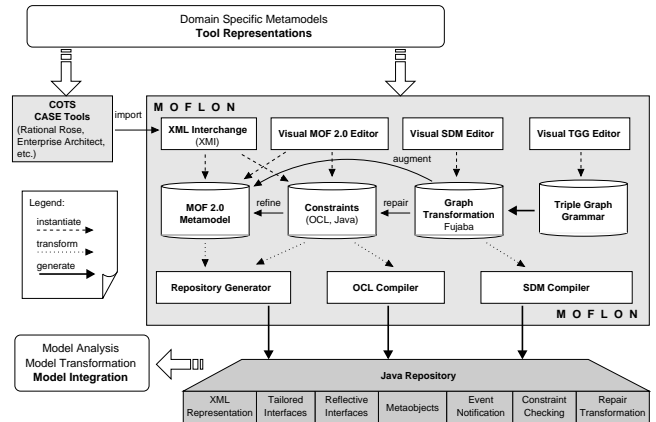 Domain Specific Metamodels
Tool Representations
COTS
CASE Tools
(Rational Rose,
Enterprise Architect,
etc.)
import
M O F L O N
XML Interchange
(XMI)
Visual MOF 2.0 Editor
Visual SDM Editor
Visual TGG Editor
augment
MOF 2.0
Metamodel
refine
Constraints
(OCL, Java)
repair
Graph
Transformation
Fujaba
Triple Graph
Grammar
Legend:
instantiate
transform
generate
Repository Generator
OCL Compiler
SDM Compiler
M O F L O N
Model Analysis
Model Transformation
Model Integration
Java Repository
XML
Representation
Tailored
Interfaces
Reflective
Interfaces
Metaobjects
Event
Notification
Constraint
Checking
Repair
Transformation